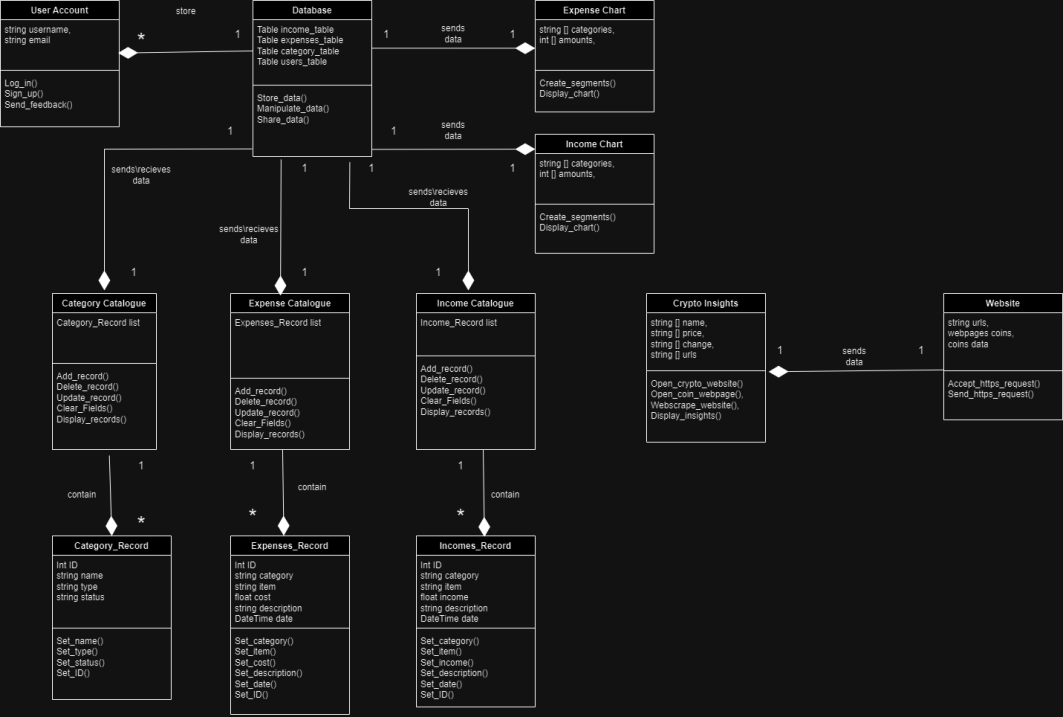 User Account
string username,
string email
Log_in()
Sign_up()
Send_feedback()
store
*
1
Database
Table income_table
Table expenses_table
Table category_table
Table users_table
Store_data()
Manipulate_data()
Share_data()
1
sends
data
1
Expense Chart
string [] categories,
int [] amounts,
Create_segments()
Display_chart()
1
sends
data
1
Income Chart
string [] categories,
int [] amounts,
Create_segments()
Display_chart()
1
sends\recieves
data
1
1
sends\recieves
data
1
1
sends\recieves
data
1
Category Catalogue
Category_Record list
Add_record()
Delete_record()
Update_record()
Clear_Fields()
Display_records()
Expense Catalogue
Expenses_Record list
Add_record()
Delete_record()
Update_record()
Clear_Fields()
Display_records()
Income Catalogue
Income_Record list
Add_record()
Delete_record()
Update_record()
Clear_Fields()
Display_records()
Crypto Insights
string [] name,
string [] price,
string [] change,
string [] urls
Open_crypto_website()
Open_coin_webpage(),
Webscrape_website(),
Display_insights()
1
sends
data
1
Website
string urls,
webpages coins,
coins data
Accept_https_request()
Send_https_request()
1
contain
*
1
contain
*
1
contain
*
Category_Record
Int ID
string name
string type
string status
Set_name()
Set_type()
Set_status()
Set_ID()
Expenses_Record
Int ID
string category
string item
float cost
string description
DateTime date
Set_category()
Set_item()
Set_cost()
Set_description()
Set_date()
Set_ID()
Incomes_Record
Int ID
string category
string item
float income
string description
DateTime date
Set_category()
Set_item()
Set_income()
Set_description()
Set_date()
Set_ID()